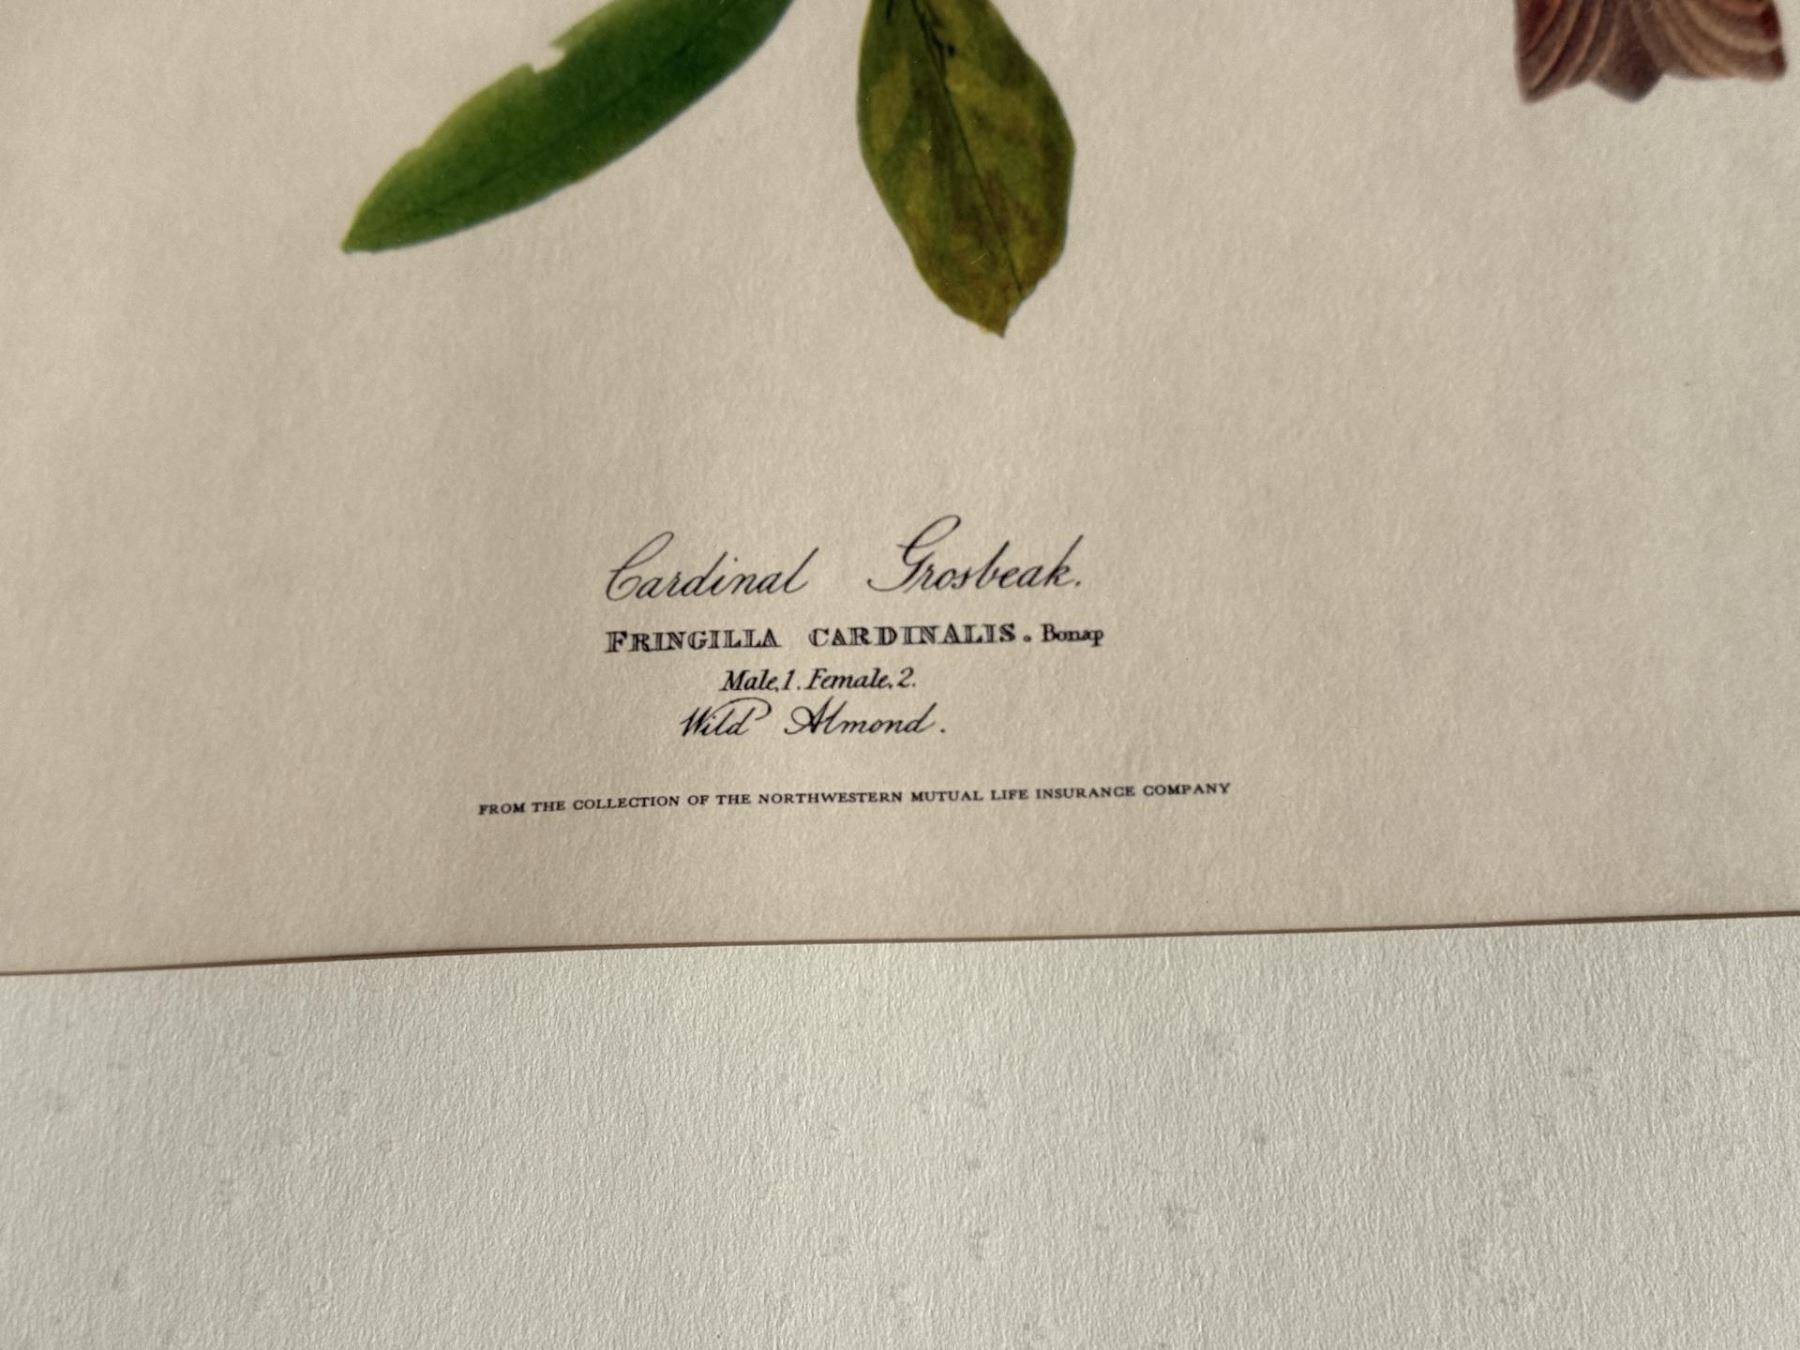 Cardinal Grosbeak.
FRINGILLA CARDINALIS. Bonap
Male, 1. Female, 2.
Wild Almond.
FROM THE COLLECTION OF THE NORTHWESTERN MUTUAL LIFE INSURANCE COMPANY